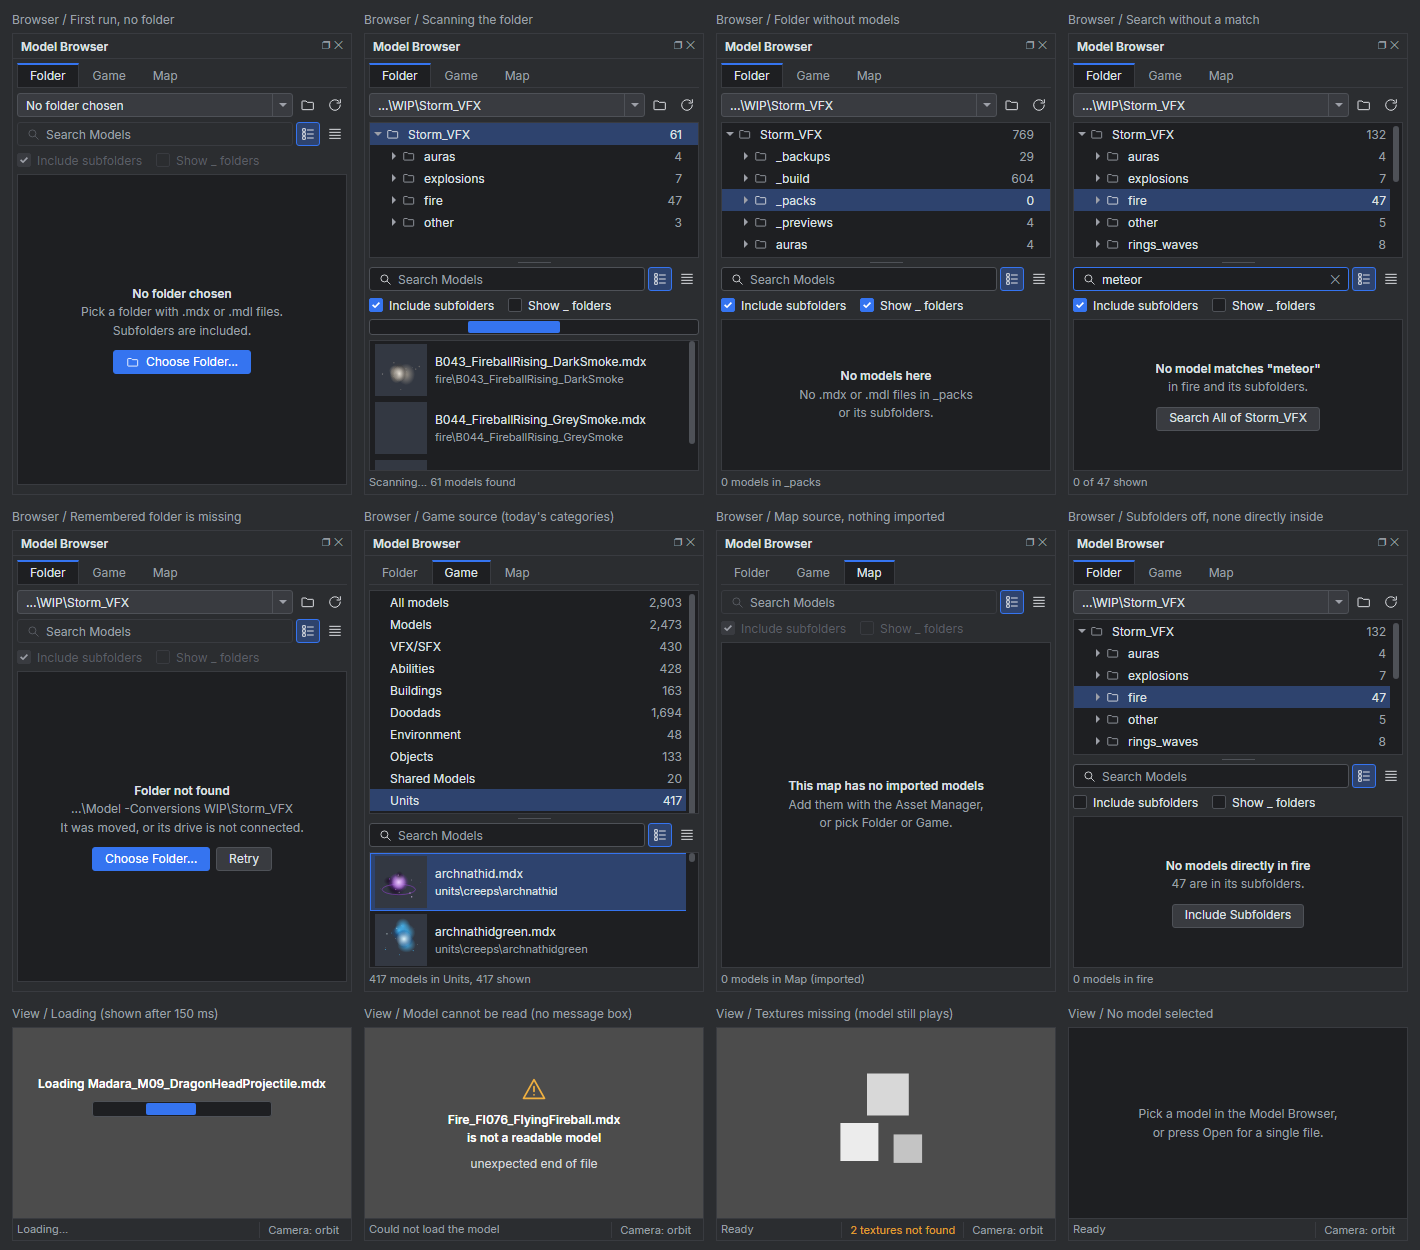 Browser / First run, no folder
Model Browser
Folder Game Map
No folder chosen
Search Models
Include subfolders Show _ folders
No folder chosen
Pick a folder with .mdx or .mdl files.
Subfolders are included.
Choose Folder...
Browser / Scanning the folder
Model Browser
Folder Game Map
...\WIP\Storm_VFX
Storm_VFX 61
auras 4
explosions 7
fire 47
other 3
Search Models
Include subfolders Show _ folders
B043_FireballRising_DarkSmoke.mdx
fire\B043_FireballRising_DarkSmoke
B044_FireballRising_GreySmoke.mdx
fire\B044_FireballRising_GreySmoke
Scanning... 61 models found
Browser / Folder without models
Model Browser
Folder Game Map
...\WIP\Storm_VFX
Storm_VFX 769
_backups 29
_build 604
_packs 0
_previews 4
auras 4
Search Models
Include subfolders Show _ folders
No models here
No .mdx or .mdl files in _packs
or its subfolders.
0 models in _packs
Browser / Search without a match
Model Browser
Folder Game Map
...\WIP\Storm_VFX
Storm_VFX 132
auras 4
explosions 7
fire 47
other 5
rings_waves 8
meteor
Include subfolders Show _ folders
No model matches "meteor"
in fire and its subfolders.
Search All of Storm_VFX
0 of 47 shown
Browser / Remembered folder is missing
Model Browser
Folder Game Map
...\WIP\Storm_VFX
Search Models
Include subfolders Show _ folders
Folder not found
...\Model -Conversions WIP\Storm_VFX
It was moved, or its drive is not connected.
Choose Folder... Retry
Browser / Game source (today's categories)
Model Browser
Folder Game Map
All models 2,903
Models 2,473
VFX/SFX 430
Abilities 428
Buildings 163
Doodads 1,694
Environment 48
Objects 133
Shared Models 20
Units 417
Search Models
archnathid.mdx
units\creeps\archnathid
archnathidgreen.mdx
units\creeps\archnathidgreen
417 models in Units, 417 shown
Browser / Map source, nothing imported
Model Browser
Folder Game Map
Search Models
Include subfolders Show _ folders
This map has no imported models
Add them with the Asset Manager,
or pick Folder or Game.
0 models in Map (imported)
Browser / Subfolders off, none directly inside
Model Browser
Folder Game Map
...\WIP\Storm_VFX
Storm_VFX 132
auras 4
explosions 7
fire 47
other 5
rings_waves 8
Search Models
Include subfolders Show _ folders
No models directly in fire
47 are in its subfolders.
Include Subfolders
0 models in fire
View / Loading (shown after 150 ms)
Loading Madara_M09_DragonHeadProjectile.mdx
Loading... Camera: orbit
View / Model cannot be read (no message box)
Fire_FI076_FlyingFireball.mdx
is not a readable model
unexpected end of file
Could not load the model Camera: orbit
View / Textures missing (model still plays)
Ready 2 textures not found Camera: orbit
View / No model selected
Pick a model in the Model Browser,
or press Open for a single file.
Ready Camera: orbit